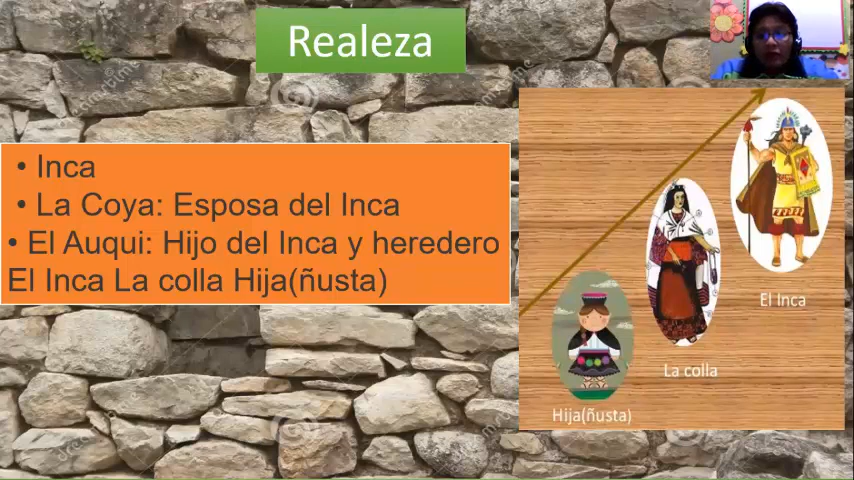 Realeza
• Inca
• La Coya: Esposa del Inca
• El Auqui: Hijo del Inca y heredero
El Inca La colla Hija(ñusta)
El Inca
La colla
Hija(ñusta)